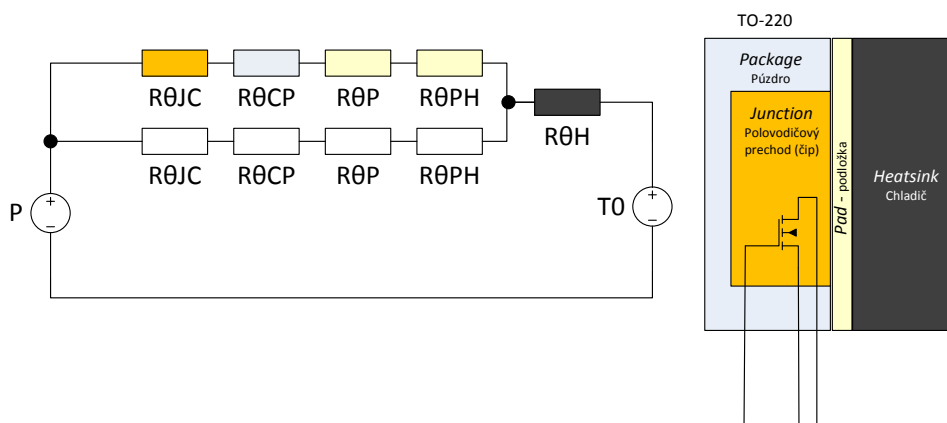 RθJC RθCP RθP RθPH
RθH
RθJC RθCP RθP RθPH
P
T0
TO-220
Package
Púzdro
Junction
Polovodičový
prechod (čip)
Pad - podložka
Heatsink
Chladič